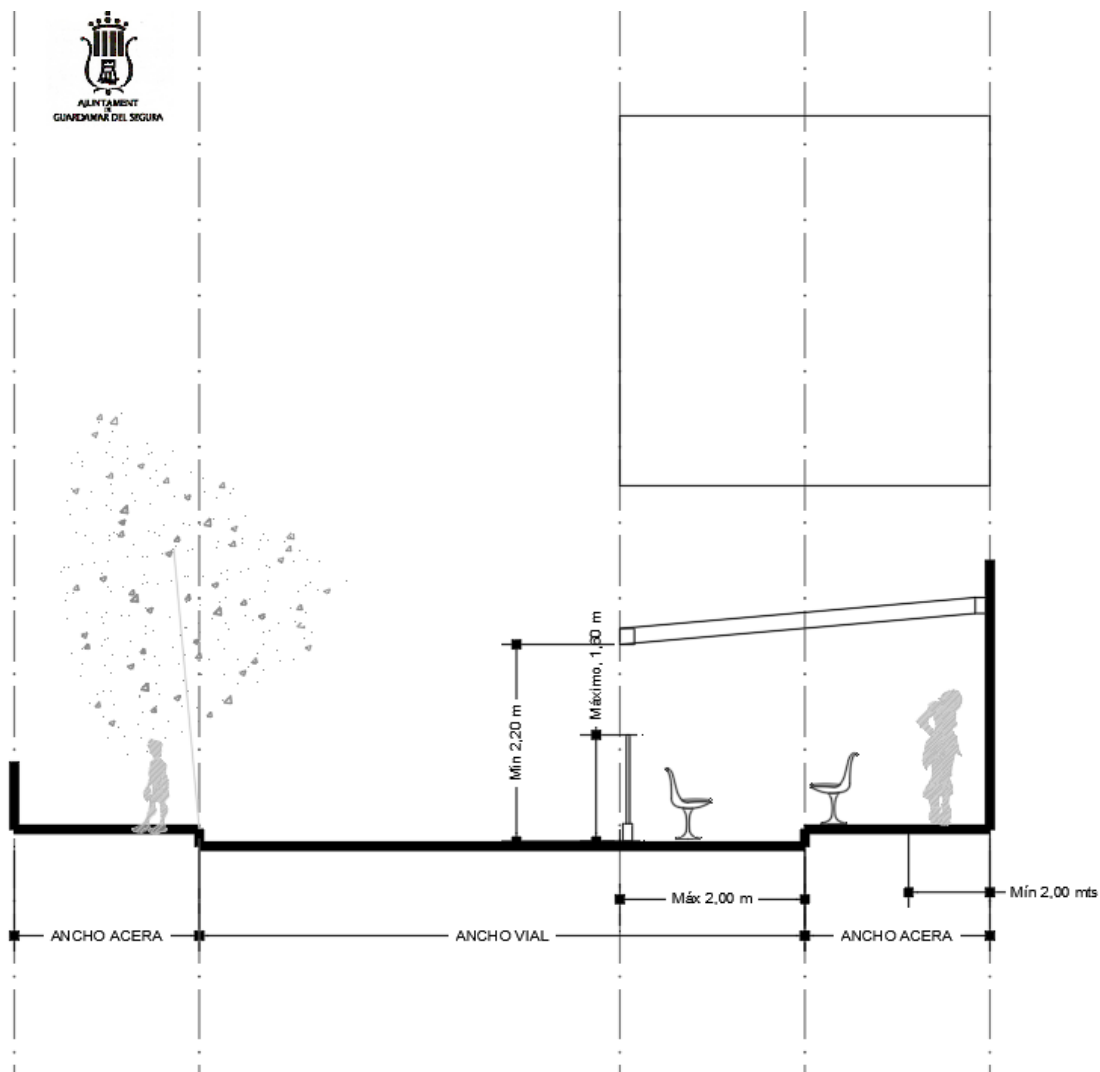 AJUNTAMENT
DE
GUARDAMAR DEL SEGURA
Máximo, 1,60 m
Mín 2,20 m
Máx 2,00 m
Mín 2,00 mts
ANCHO ACERA
ANCHO VIAL
ANCHO ACERA